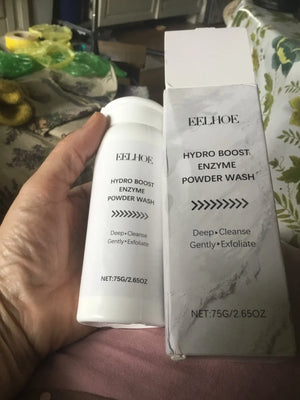 EELHOE
HYDRO BOOST
ENZYME
POWDER WASH
>>>>>>>>>
Deep•Cleanse
Gently•Exfoliate
NET:75G/2.65OZ
EELHOE
HYDRO BOOST
ENZYME
POWDER WASH
>>>>>>>>>
Deep•Cleanse
Gently•Exfoliate
NET:75G/2.65OZ